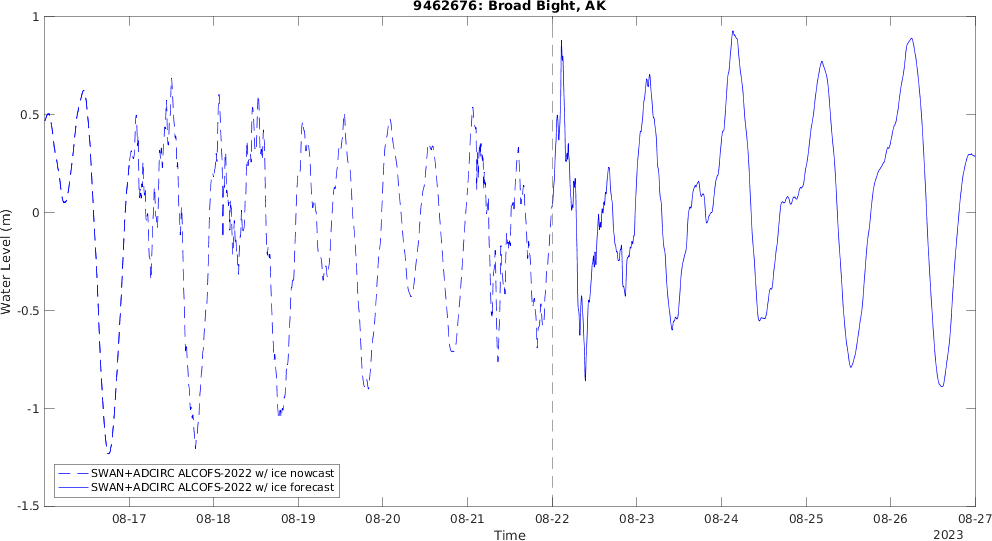 9462676: Broad Bight, AK
1
0.5
0
-0.5
-1
-1.5
Water Level (m)
SWAN+ADCIRC ALCOFS-2022 w/ ice nowcast
SWAN+ADCIRC ALCOFS-2022 w/ ice forecast
08-17 08-18 08-19 08-20 08-21 08-22 08-23 08-24 08-25 08-26 08-27
Time
2023